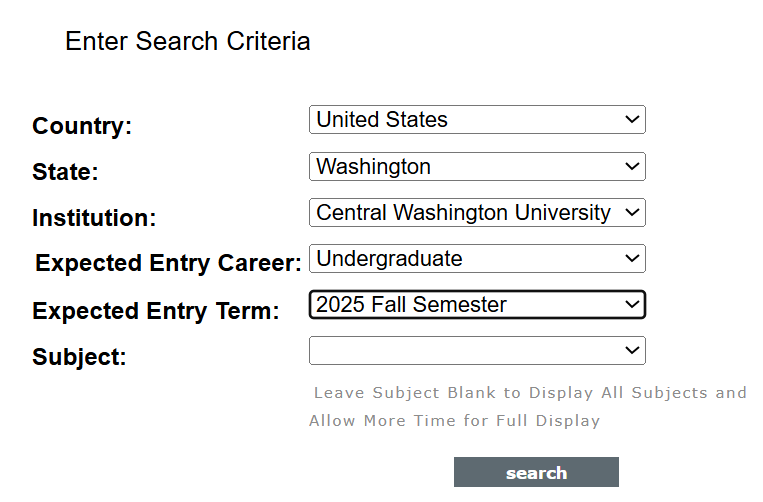 Enter Search Criteria
Country: United States
State: Washington
Institution: Central Washington University
Expected Entry Career: Undergraduate
Expected Entry Term: 2025 Fall Semester
Subject:
Leave Subject Blank to Display All Subjects and
Allow More Time for Full Display
search